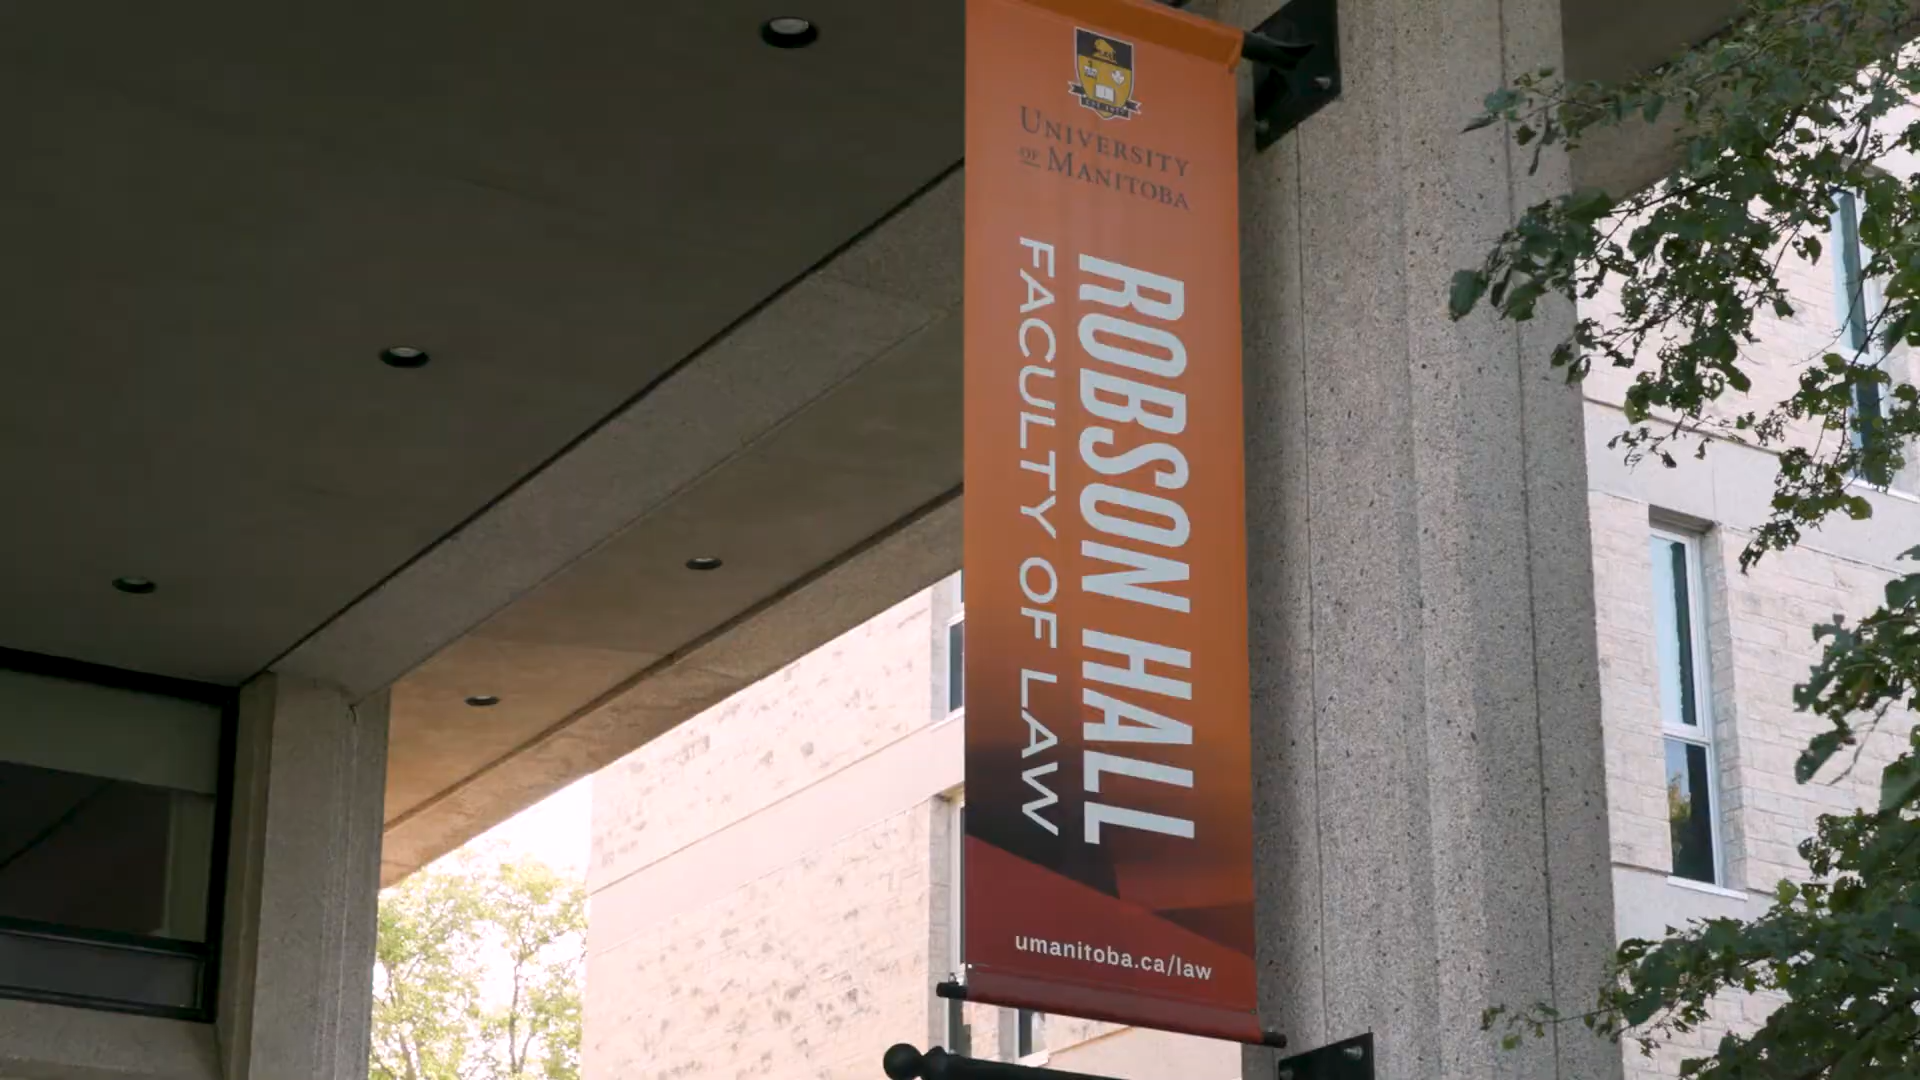 UNIVERSITY
OF MANITOBA
ROBSON HALL
FACULTY OF LAW
umanitoba.ca/law